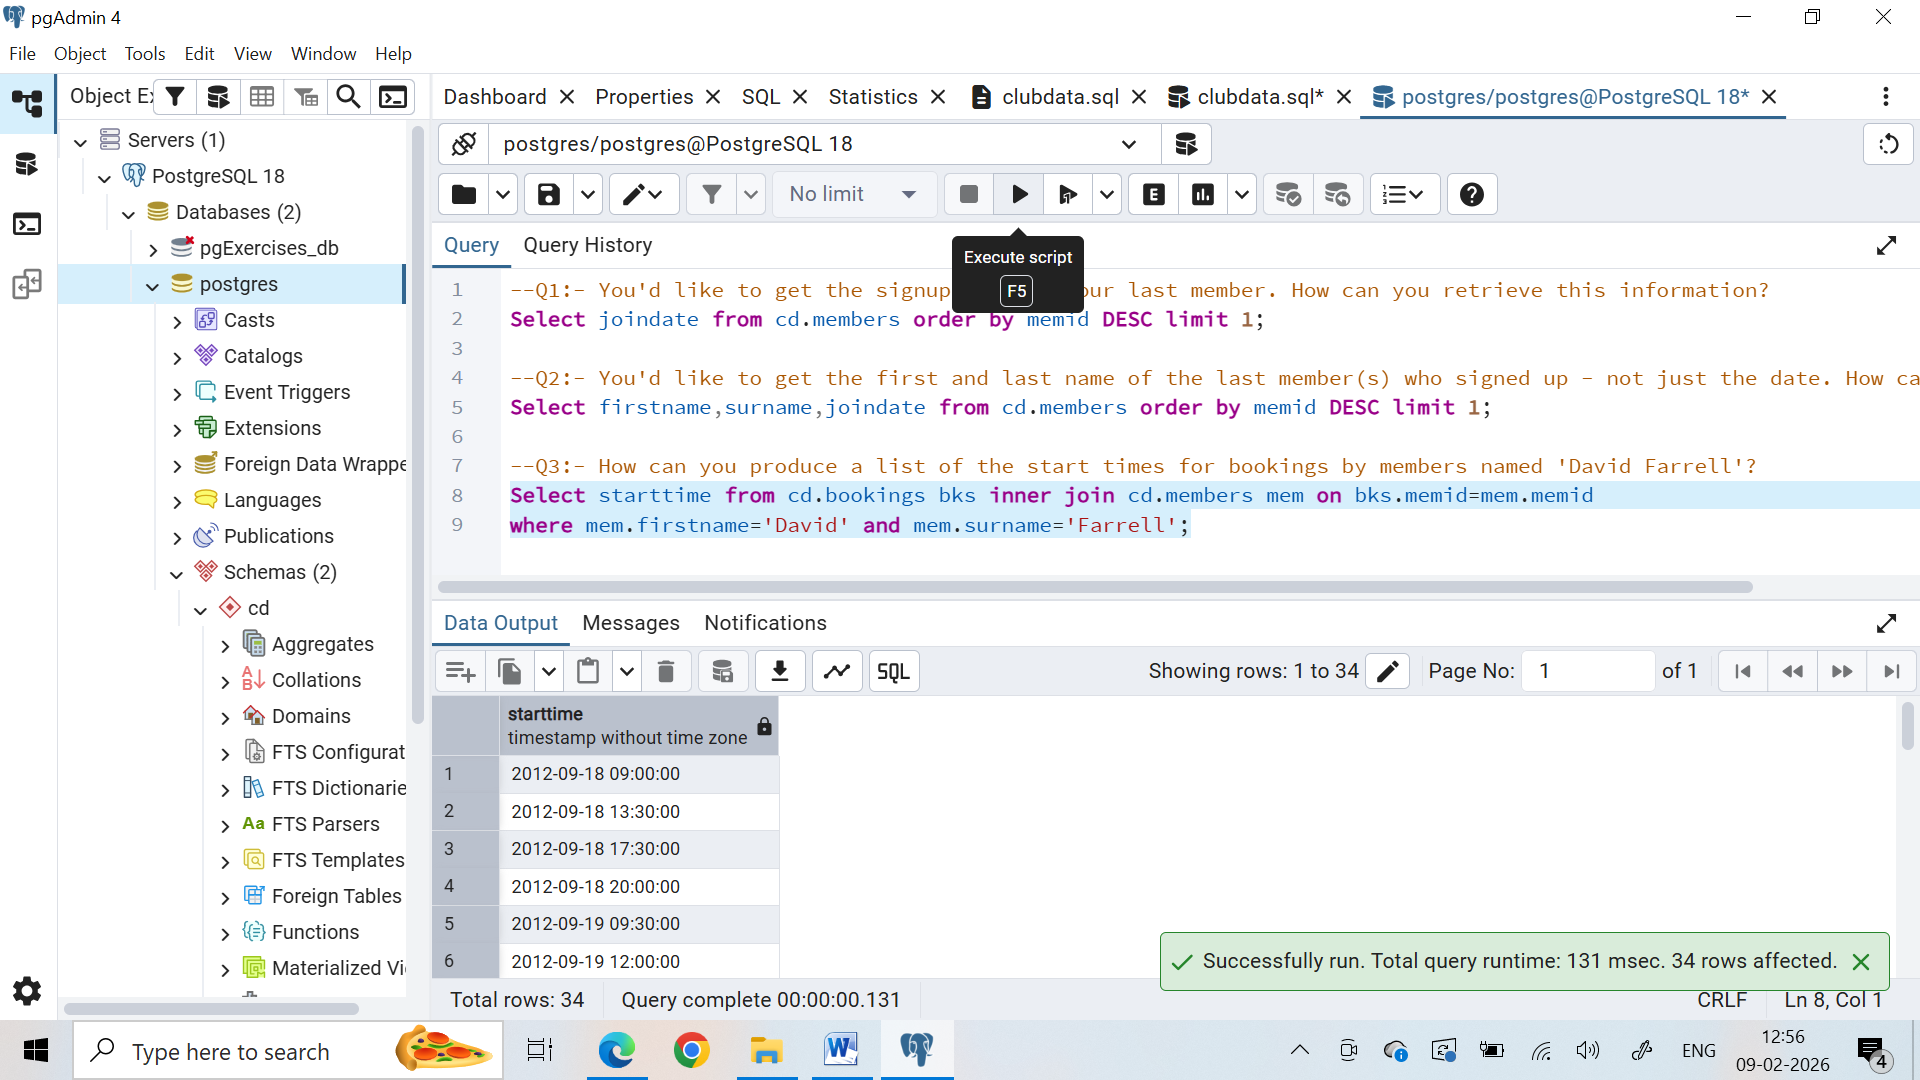 pgAdmin 4
File Object Tools Edit View Window Help
Object Ex
Dashboard Properties SQL Statistics clubdata.sql clubdata.sql* postgres/postgres@PostgreSQL 18*
Servers (1)
PostgreSQL 18
Databases (2)
pgExercises_db
postgres
Casts
Catalogs
Event Triggers
Extensions
Foreign Data Wrappe
Languages
Publications
Schemas (2)
cd
Aggregates
Collations
Domains
FTS Configurat
FTS Dictionarie
Aa FTS Parsers
FTS Templates
Foreign Tables
Functions
Materialized Vi
postgres/postgres@PostgreSQL 18
No limit
E
Query Query History
Execute script
F5
1 --Q1:- You'd like to get the signup our last member. How can you retrieve this information?
2 Select joindate from cd.members order by memid DESC limit 1;
3
4 --Q2:- You'd like to get the first and last name of the last member(s) who signed up - not just the date. How ca
5 Select firstname,surname,joindate from cd.members order by memid DESC limit 1;
6
7 --Q3:- How can you produce a list of the start times for bookings by members named 'David Farrell'?
8 Select starttime from cd.bookings bks inner join cd.members mem on bks.memid=mem.memid
9 where mem.firstname='David' and mem.surname='Farrell';
Data Output Messages Notifications
SQL
Showing rows: 1 to 34
Page No: 1 of 1
starttime
timestamp without time zone
1 2012-09-18 09:00:00
2 2012-09-18 13:30:00
3 2012-09-18 17:30:00
4 2012-09-18 20:00:00
5 2012-09-19 09:30:00
6 2012-09-19 12:00:00
Successfully run. Total query runtime: 131 msec. 34 rows affected.
Total rows: 34 Query complete 00:00:00.131
CRLF Ln 8, Col 1
Type here to search
ENG
12:56
09-02-2026
4